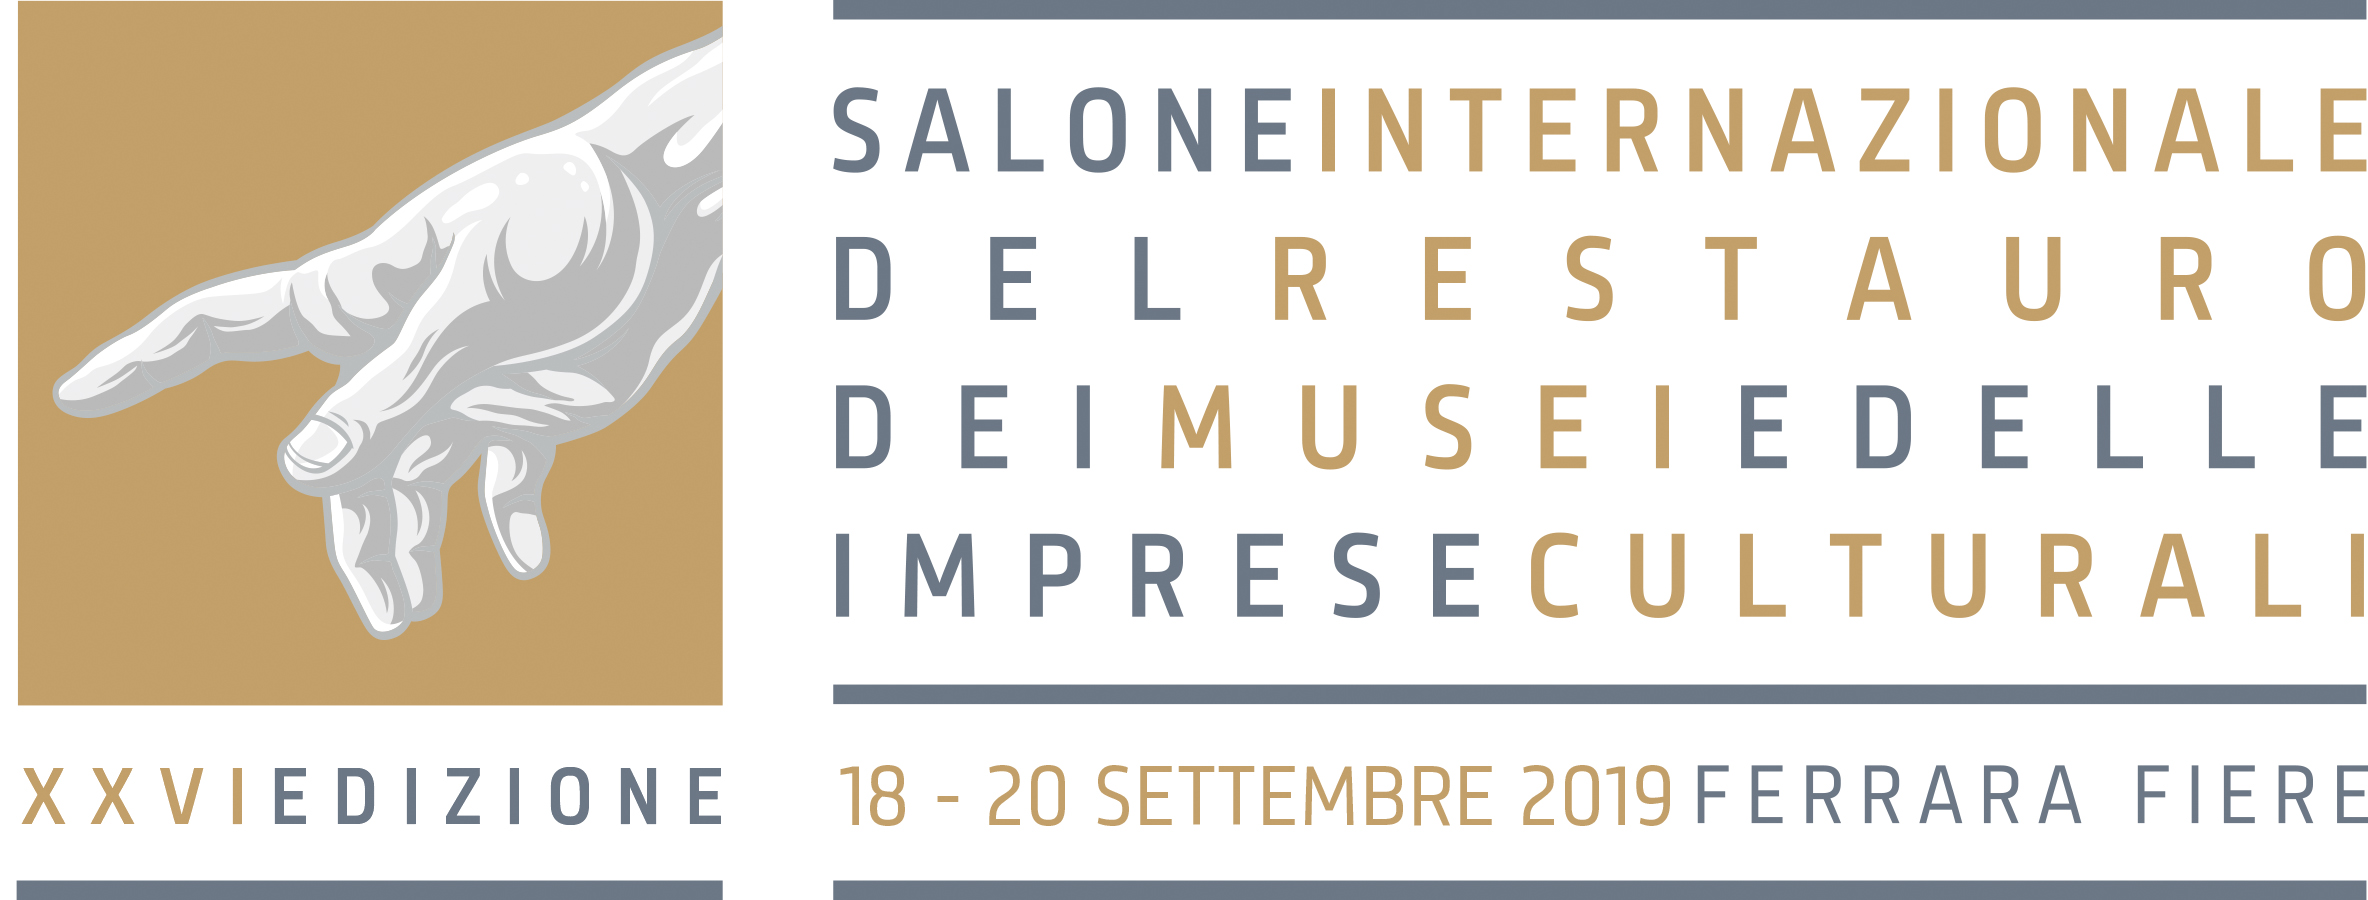 SALONEINTERNAZIONALE
DELRESTAURO
DEIMUSEIEDELLE
IMPRESECULTURALI
XXVIEDIZIONE
18 - 20 SETTEMBRE 2019 FERRARA FIERE